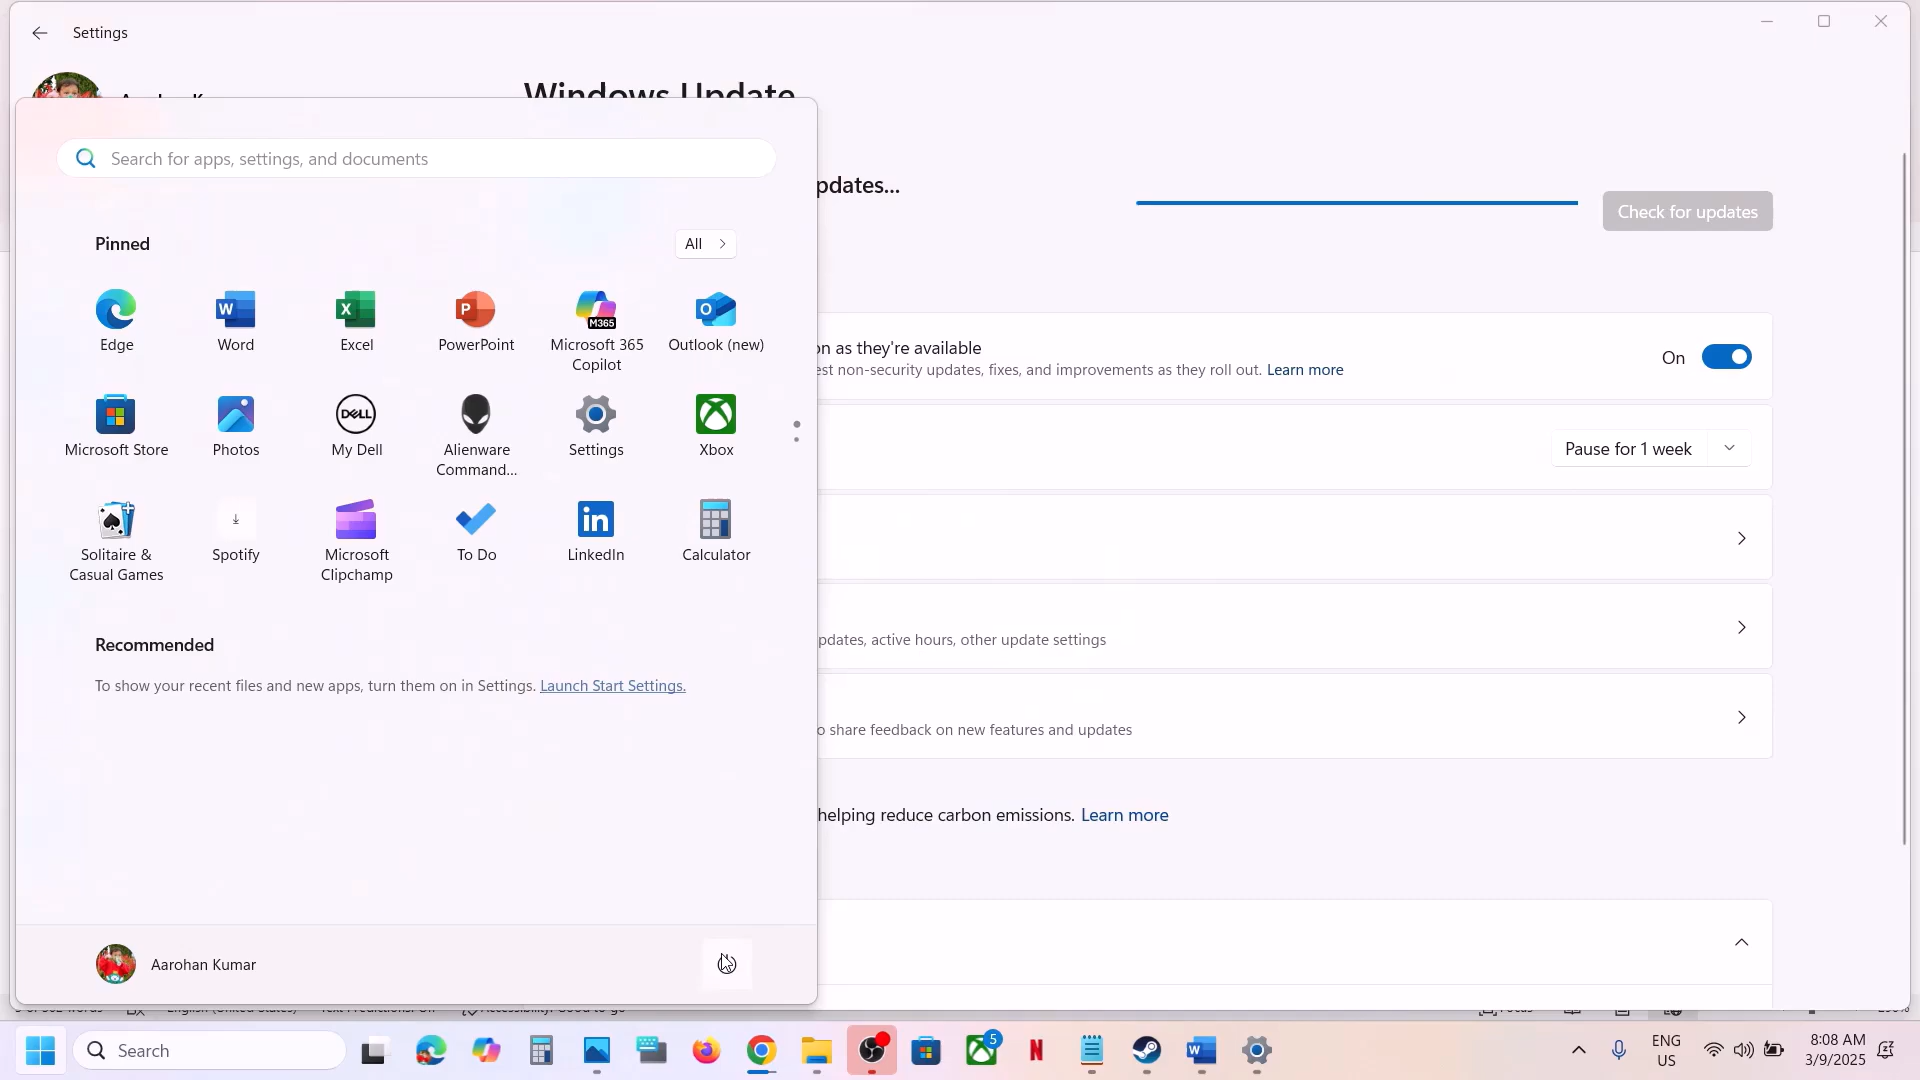 Settings
Windows Update
Search for apps, settings, and documents
pdates...
Check for updates
Pinned
All
Edge
Word
Excel
PowerPoint
Microsoft 365
Copilot
Outlook (new)
M365
on as they're available
est non-security updates, fixes, and improvements as they roll out. Learn more
On
Microsoft Store
Photos
DELL
My Dell
Alienware
Command...
Settings
Xbox
Pause for 1 week
Solitaire &
Casual Games
Spotify
Microsoft
Clipchamp
To Do
in
LinkedIn
Calculator
Recommended
To show your recent files and new apps, turn them on in Settings. Launch Start Settings.
pdates, active hours, other update settings
o share feedback on new features and updates
helping reduce carbon emissions. Learn more
Aarohan Kumar
Search
5
N
ENG
US
8:08 AM
3/9/2025